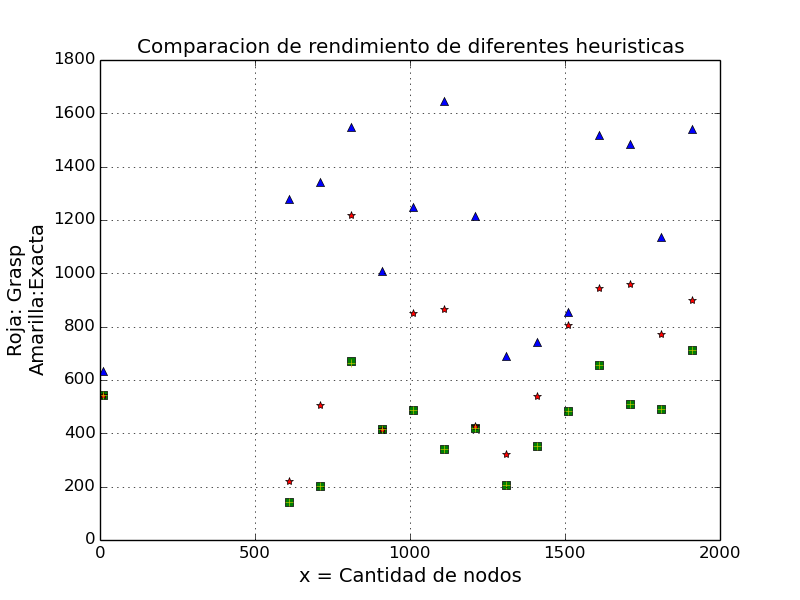 Comparacion de rendimiento de diferentes heuristicas
1800
1600
1400
1200
1000
800
600
400
200
0
Roja: Grasp
Amarilla:Exacta
0 500 1000 1500 2000
x = Cantidad de nodos